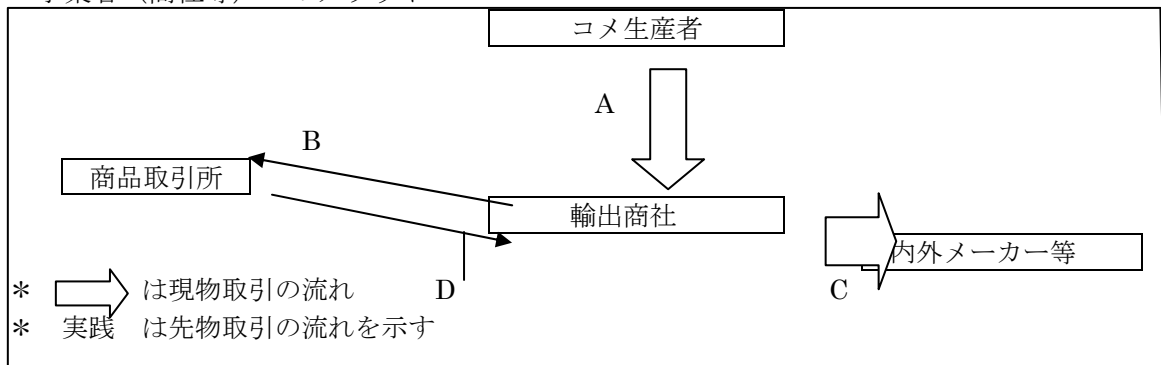 コメ生産者
A
B
商品取引所
輸出商社
内外メーカー等
* は現物取引の流れ
D
C
* 実践 は先物取引の流れを示す